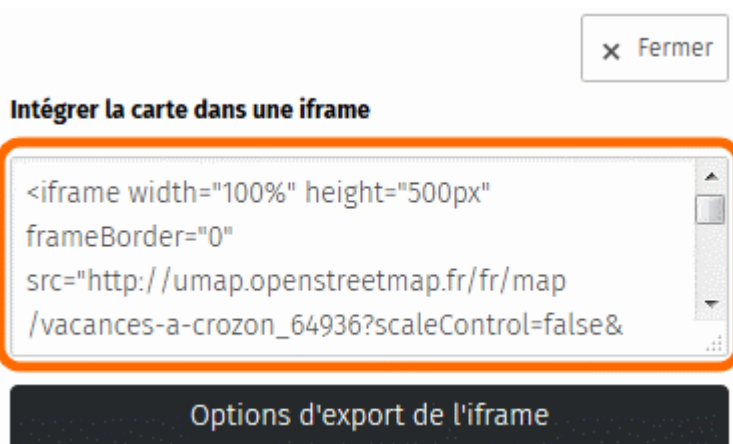 × Fermer
Intégrer la carte dans une iframe
<iframe width="100%" height="500px"
frameBorder="0"
src="http://umap.openstreetmap.fr/fr/map
/vacances-a-crozon_64936?scaleControl=false&
Options d'export de l'iframe